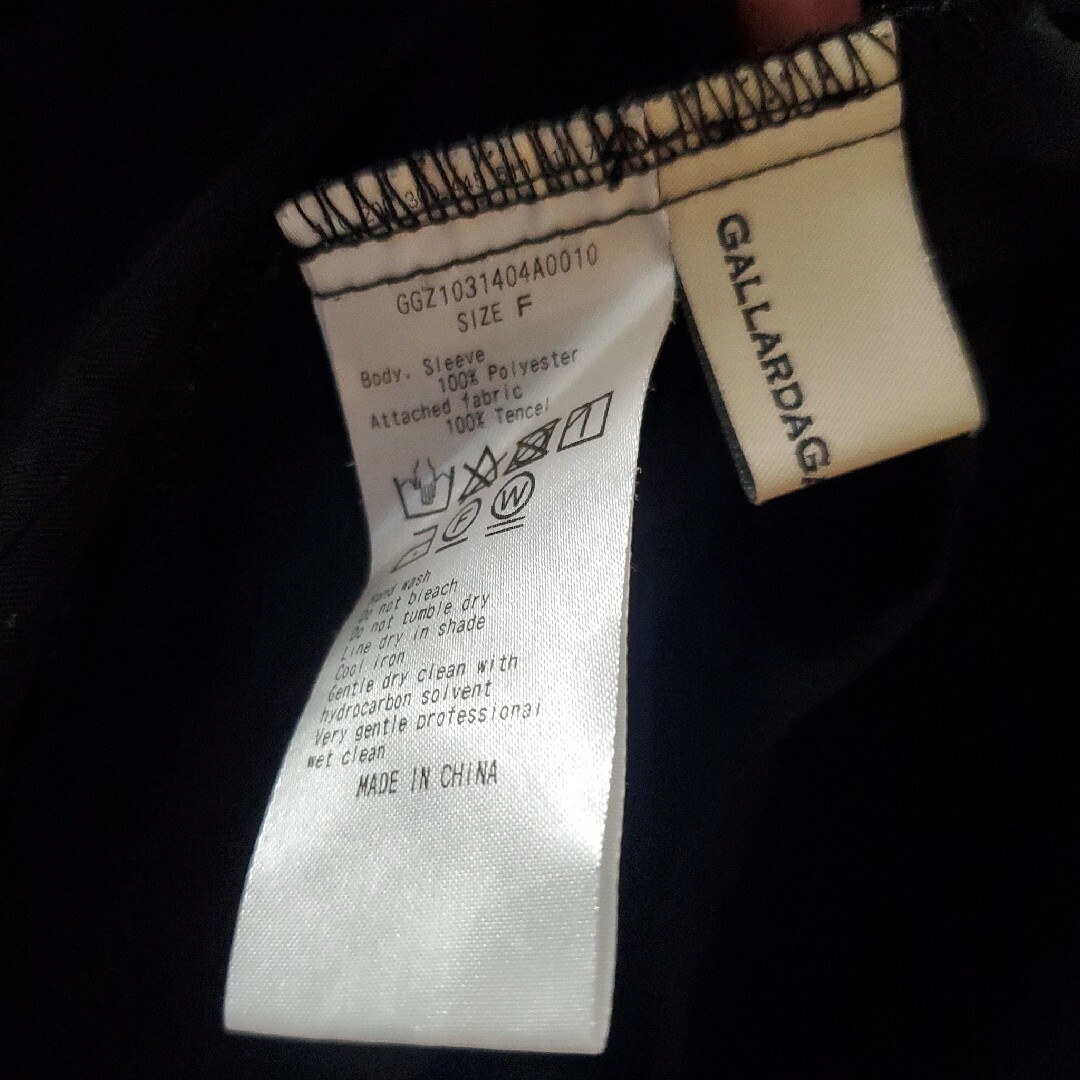 GGZ1031404A0010
SIZE F
Body. Sleeve
100% Polyester
Attached fabric
100% Tencel
F W
Hand wash
Do not bleach
Do not tumble dry
Line dry in shade
Cool iron
Gentle dry clean with
hydrocarbon solvent
Very gentle professional
wet clean
MADE IN CHINA
GALLARDAGA